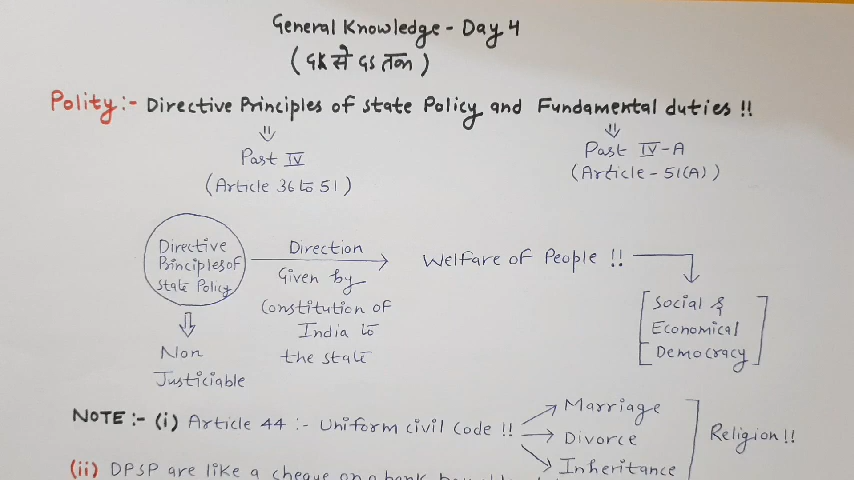 General Knowledge - Day 4
(GK से GS तक)
Polity:- Directive Principles of state Policy and Fundamental duties !!
⇓ ⇓
Part IV Part IV-A
(Article 36 to 51) (Article - 51(A))
Directive Principles of state Policy
Direction
Given by
Constitution of
India to
the state
Welfare of People !!
[Social &
Economical
Democracy]
Non
Justiciable
NOTE :- (i) Article 44 :- Uniform civil Code !!
Marriage
Divorce
Inheritance
Religion !!
(ii) DPSP are like a cheque on a bank